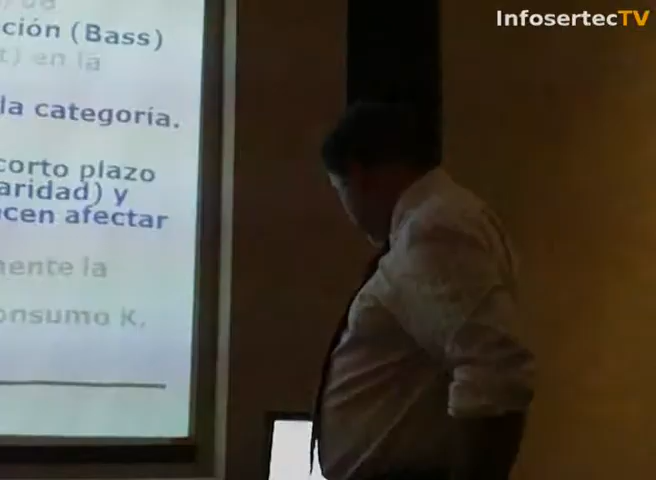 InfosertecTV
ción (Bass)
en la
la categoría.
corto plazo
aridad) y
cen afectar
mente la
onsumo K,